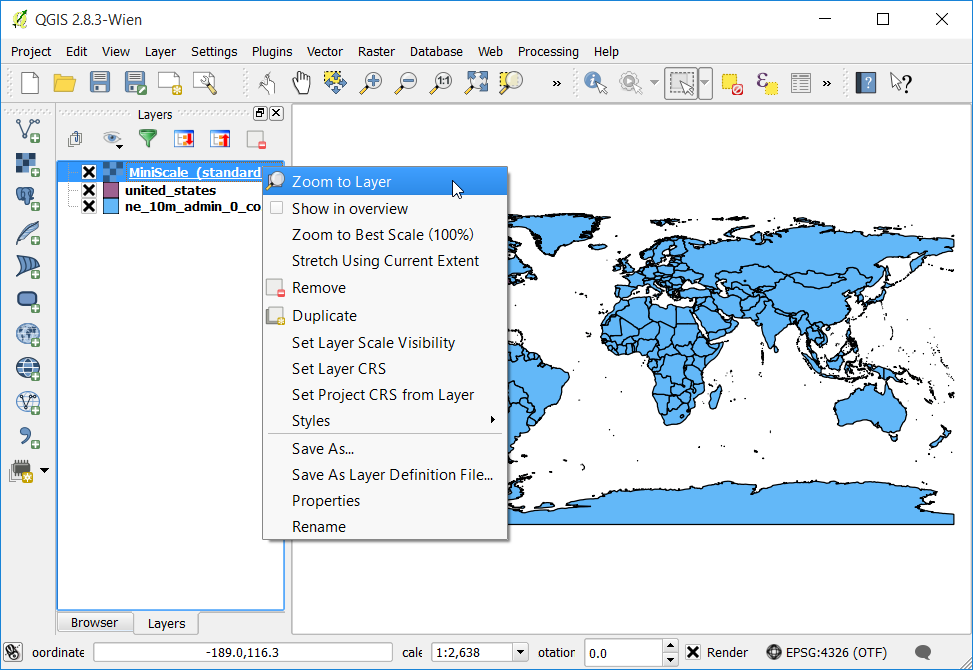 QGIS 2.8.3-Wien
Project Edit View Layer Settings Plugins Vector Raster Database Web Processing Help
1:1 » » ? ?
Layers
MiniScale (standard
united_states
ne_10m_admin_0_co
Zoom to Layer
Show in overview
Zoom to Best Scale (100%)
Stretch Using Current Extent
Remove
Duplicate
Set Layer Scale Visibility
Set Layer CRS
Set Project CRS from Layer
Styles
Save As...
Save As Layer Definition File...
Properties
Rename
Browser Layers
oordinate -189.0,116.3 cale 1:2,638 otation 0.0 Render EPSG:4326 (OTF)